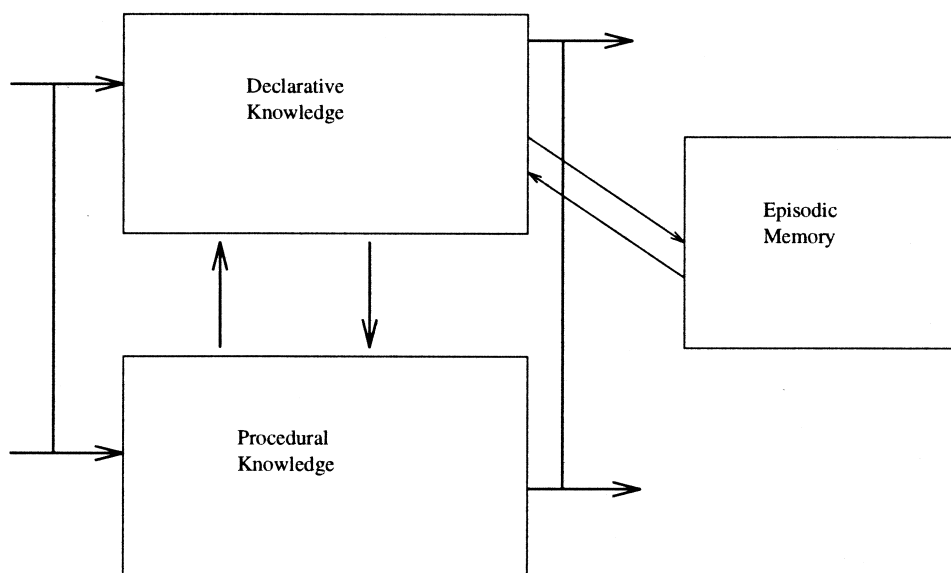 Declarative
Knowledge
Episodic
Memory
Procedural
Knowledge